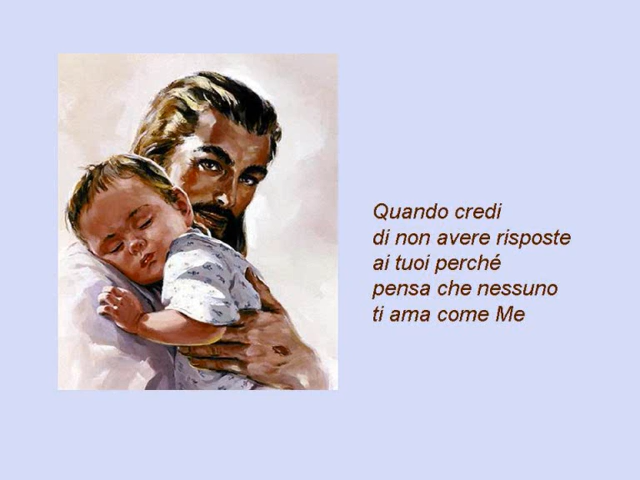 Quando credi
di non avere risposte
ai tuoi perché
pensa che nessuno
ti ama come Me